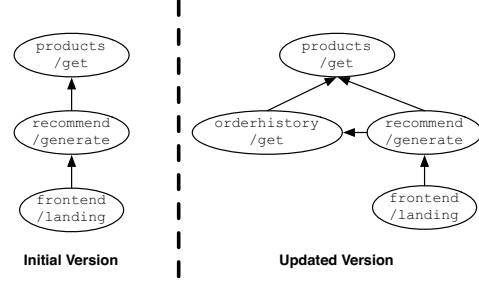 products
/get
recommend
/generate
frontend
/landing
Initial Version
products
/get
orderhistory
/get
recommend
/generate
frontend
/landing
Updated Version